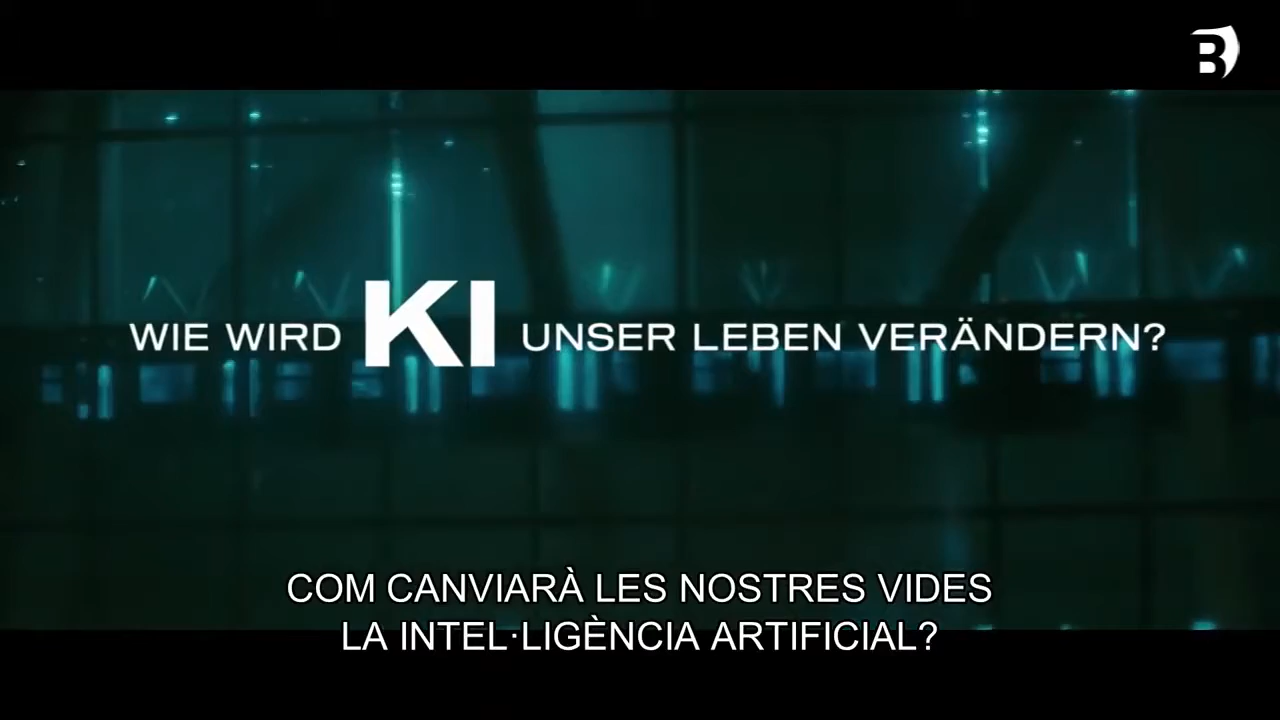 B
WIE WIRD KI UNSER LEBEN VERÄNDERN?
COM CANVIARÀ LES NOSTRES VIDES
LA INTEL·LIGÈNCIA ARTIFICIAL?